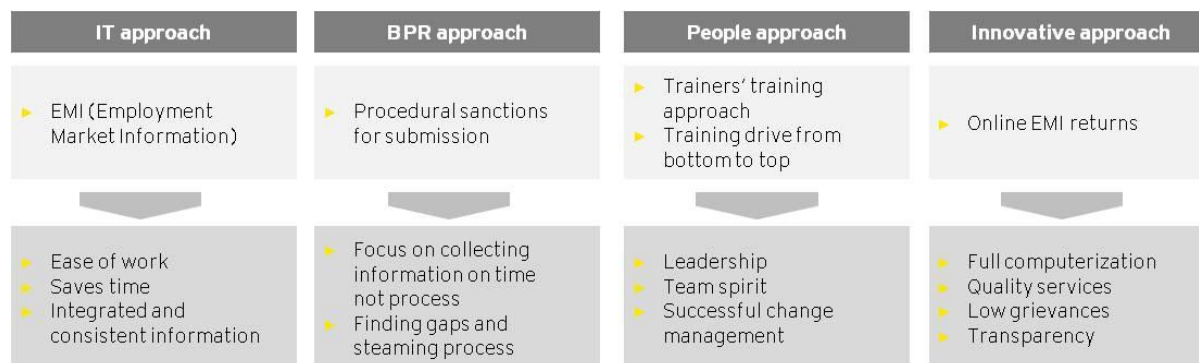 IT approach
EMI (Employment
Market Information)
Ease of work
Saves time
Integrated and
consistent information
BPR approach
Procedural sanctions
for submission
Focus on collecting
information on time
not process
Finding gaps and
steaming process
People approach
Trainers' training
approach
Training drive from
bottom to top
Leadership
Team spirit
Successful change
management
Innovative approach
Online EMI returns
Full computerization
Quality services
Low grievances
Transparency